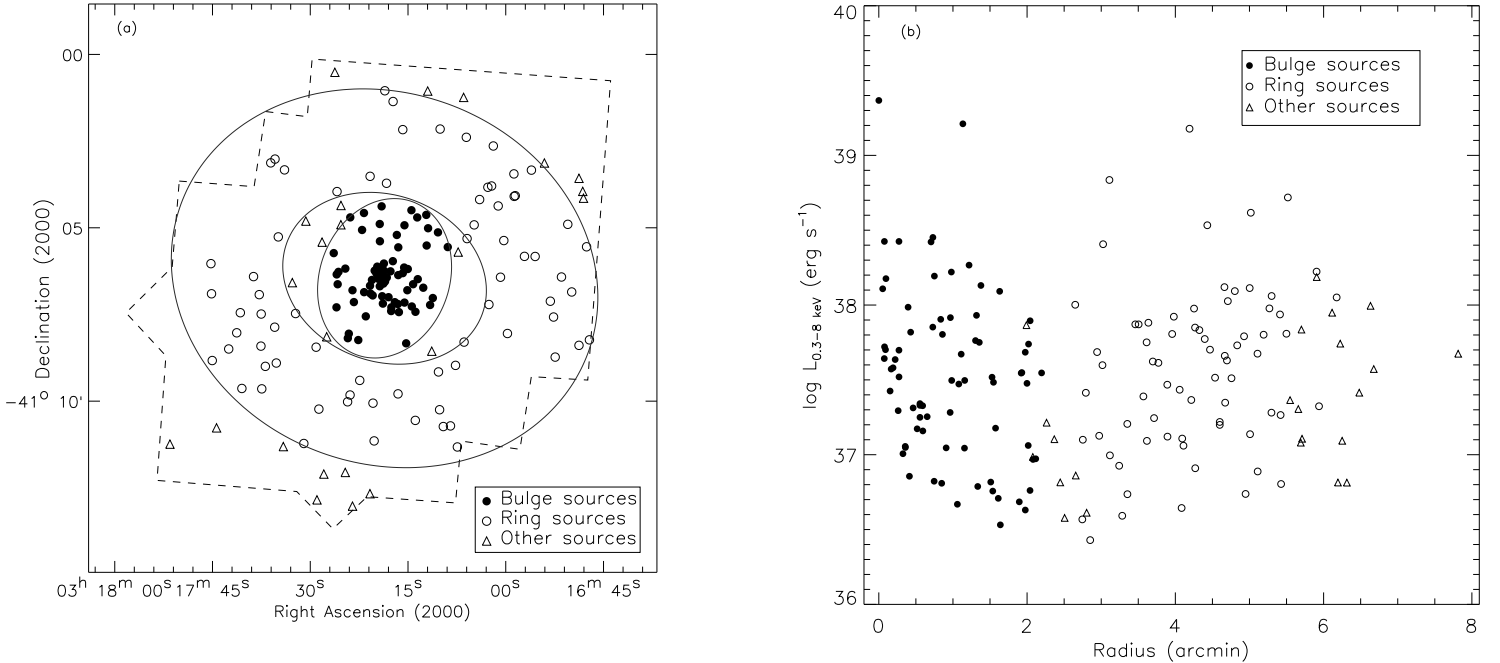 (a)
00
05
−41° 10'
Declination (2000)
Bulge sources
Ring sources
Other sources
03ʰ 18ᵐ 00ˢ 17ᵐ 45ˢ 30ˢ 15ˢ 00ˢ 16ᵐ 45ˢ
Right Ascension (2000)
(b)
40
39
38
37
36
log L₀.₃₋₈ ₖₑᵥ (erg s⁻¹)
Bulge sources
Ring sources
Other sources
0 2 4 6 8
Radius (arcmin)